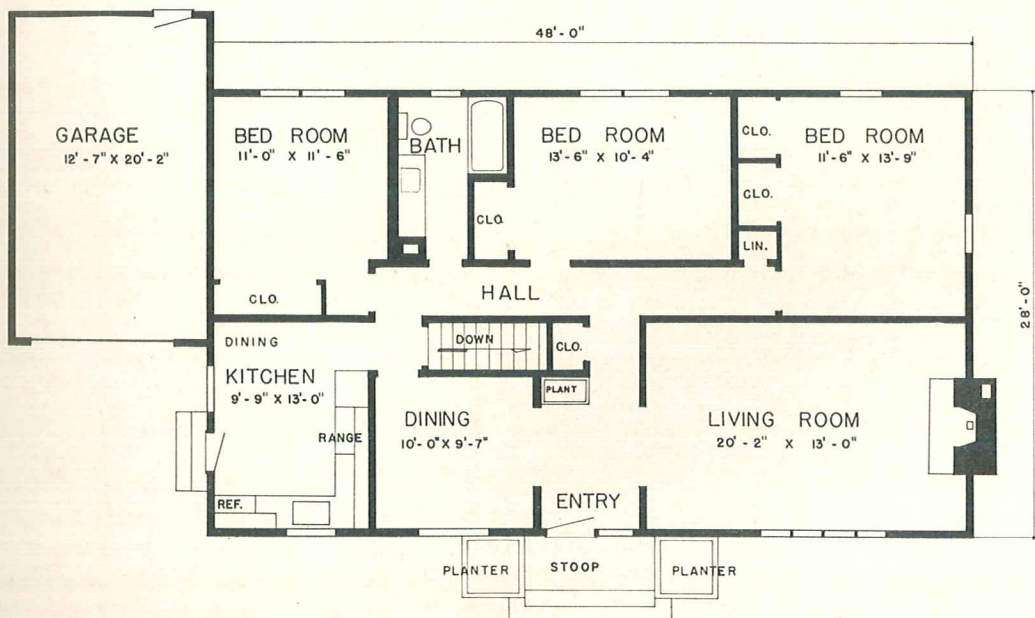 48'-0"
GARAGE
12'-7" X 20'-2"
BED ROOM
11'-0" X 11'-6"
BATH
BED ROOM
13'-6" X 10'-4"
CLO.
BED ROOM
11'-6" X 13'-9"
CLO.
CLO.
LIN.
CLO.
HALL
28'-0"
DINING
DOWN
CLO.
KITCHEN
9'-9" X 13'-0"
PLANT
RANGE
DINING
10'-0" X 9'-7"
LIVING ROOM
20'-2" X 13'-0"
REF.
ENTRY
PLANTER
STOOP
PLANTER